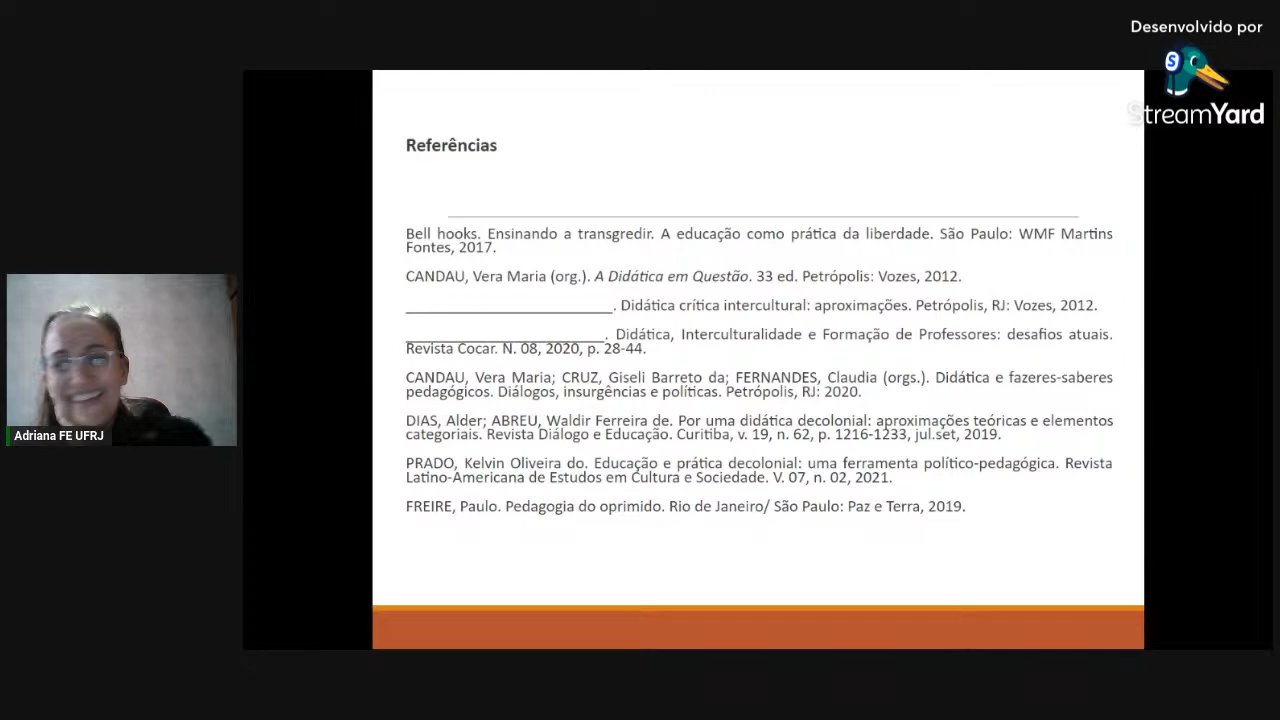 Desenvolvido por
StreamYard
Referências
Bell hooks. Ensinando a transgredir. A educação como prática da liberdade. São Paulo: WMF Martins
Fontes, 2017.
CANDAU, Vera Maria (org.). A Didática em Questão. 33 ed. Petrópolis: Vozes, 2012.
_______________________. Didática crítica intercultural: aproximações. Petrópolis, RJ: Vozes, 2012.
______________________. Didática, Interculturalidade e Formação de Professores: desafios atuais.
Revista Cocar. N. 08, 2020, p. 28-44.
CANDAU, Vera Maria; CRUZ, Giseli Barreto da; FERNANDES, Claudia (orgs.). Didática e fazeres-saberes
pedagógicos. Diálogos, insurgências e políticas. Petrópolis, RJ: 2020.
DIAS, Alder; ABREU, Waldir Ferreira de. Por uma didática decolonial: aproximações teóricas e elementos
categoriais. Revista Diálogo e Educação. Curitiba, v. 19, n. 62, p. 1216-1233, jul.set, 2019.
PRADO, Kelvin Oliveira do. Educação e prática decolonial: uma ferramenta político-pedagógica. Revista
Latino-Americana de Estudos em Cultura e Sociedade. V. 07, n. 02, 2021.
FREIRE, Paulo. Pedagogia do oprimido. Rio de Janeiro/ São Paulo: Paz e Terra, 2019.
Adriana FE UFRJ